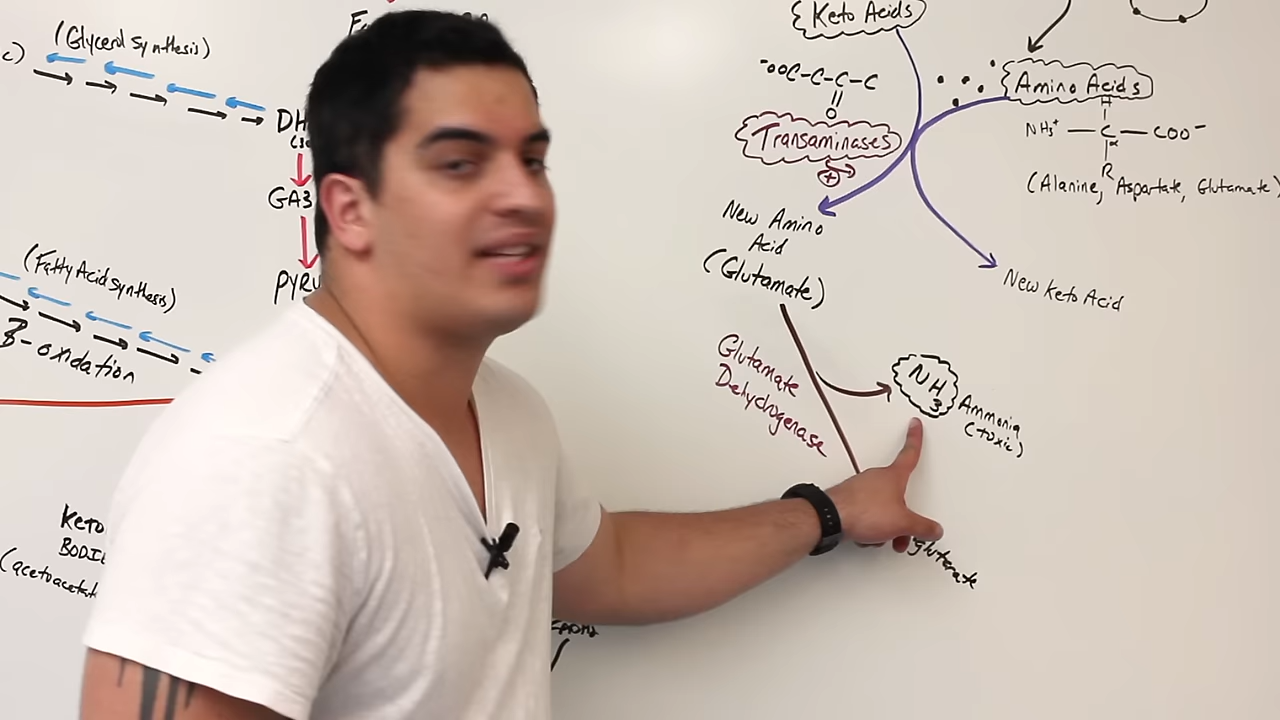 c) (Glycerol Synthesis)
DH
GA3
PYRU
(Fatty Acid synthesis)
B-oxidation
Keto
BODIE
(acetoacetat
Keto Acids
-OOC-C-C-C-C
O
Transaminases
+
New Amino
Acid
(Glutamate)
Amino Acids
H
NH3+ — C — COO-
α
R
(Alanine, Aspartate, Glutamate)
New Keto Acid
Glutamate
Dehydrogenase
NH3
Ammonia
(toxic)
glutarate